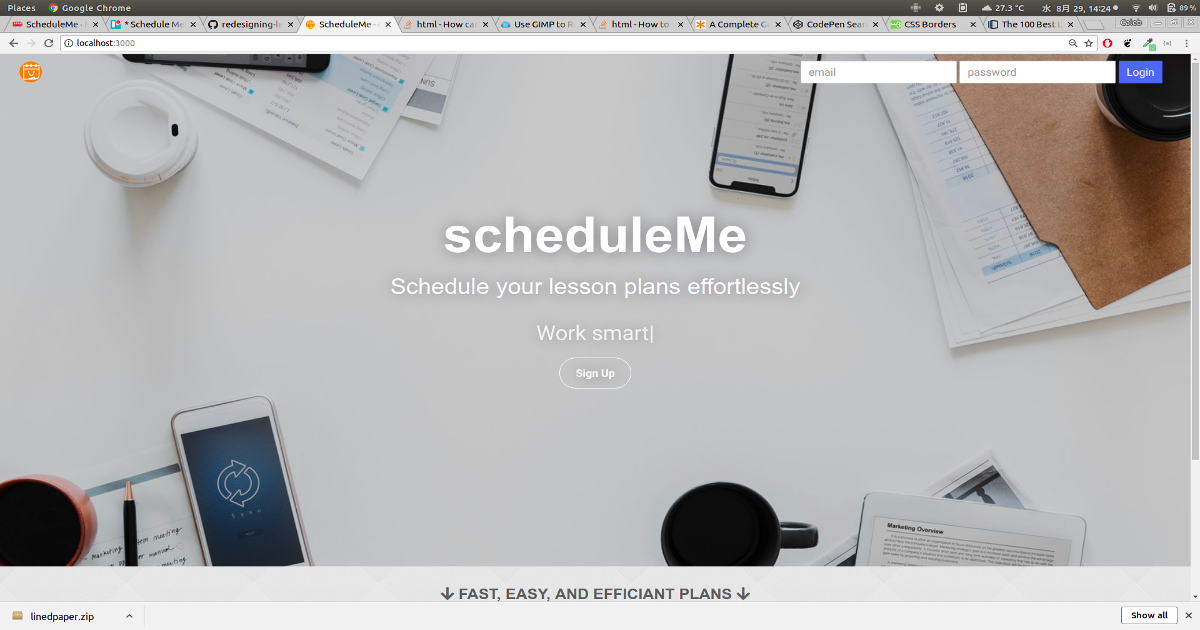 Places Google Chrome 27.3 °C 水 8月 29, 14:24 89 %
ScheduleMe - * Schedule Me redesigning-l ScheduleMe - html - How ca Use GIMP to R html - How to A Complete G CodePen Sea CSS Borders The 100 Best Caleb
localhost:3000
email password Login
scheduleMe
Schedule your lesson plans effortlessly
Work smart|
Sign Up
Sync
Marketing Overview
FAST, EASY, AND EFFICIANT PLANS
linedpaper.zip Show all